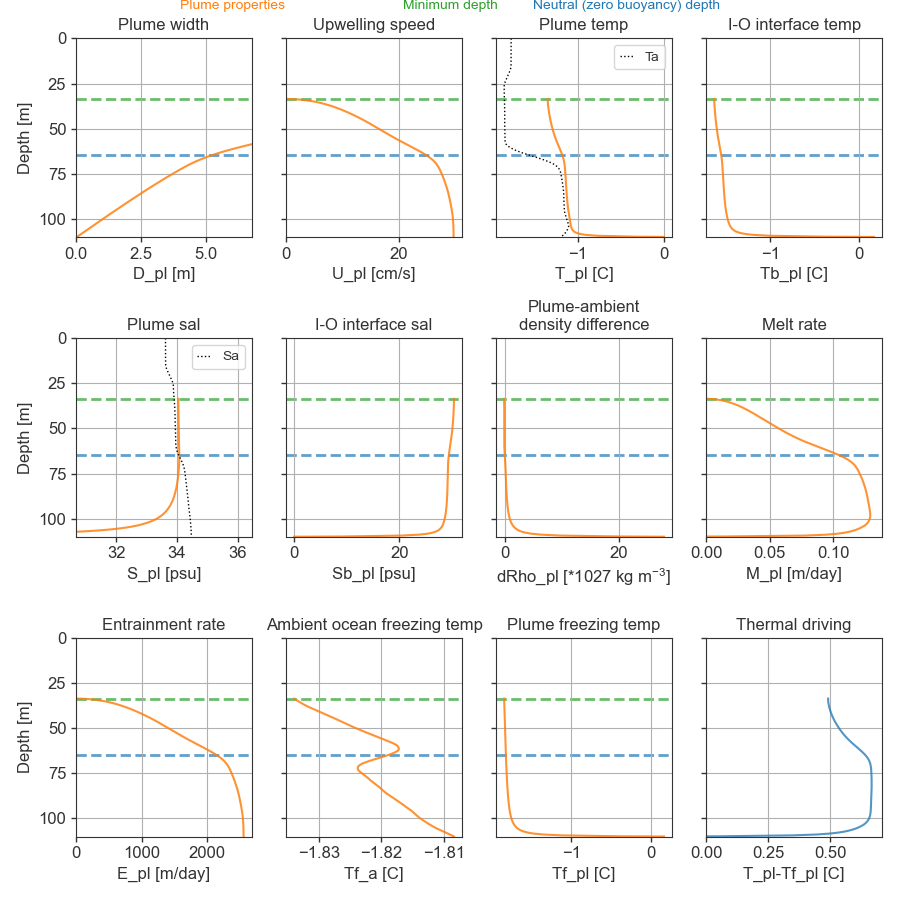 Plume properties Minimum depth Neutral (zero buoyancy) depth
Plume width Upwelling speed Plume temp I-O interface temp
Depth [m]
0
25
50
75
100
Ta
0.0 2.5 5.0 0 20 −1 0 −1 0
D_pl [m] U_pl [cm/s] T_pl [C] Tb_pl [C]
Plume sal I-O interface sal Plume-ambient
density difference Melt rate
Depth [m]
0
25
50
75
100
Sa
32 34 36 0 20 0 20 0.00 0.05 0.10
S_pl [psu] Sb_pl [psu] dRho_pl [*1027 kg m⁻³] M_pl [m/day]
Entrainment rate Ambient ocean freezing temp Plume freezing temp Thermal driving
Depth [m]
0
25
50
75
100
0 1000 2000 −1.83 −1.82 −1.81 −1 0 0.00 0.25 0.50
E_pl [m/day] Tf_a [C] Tf_pl [C] T_pl-Tf_pl [C]